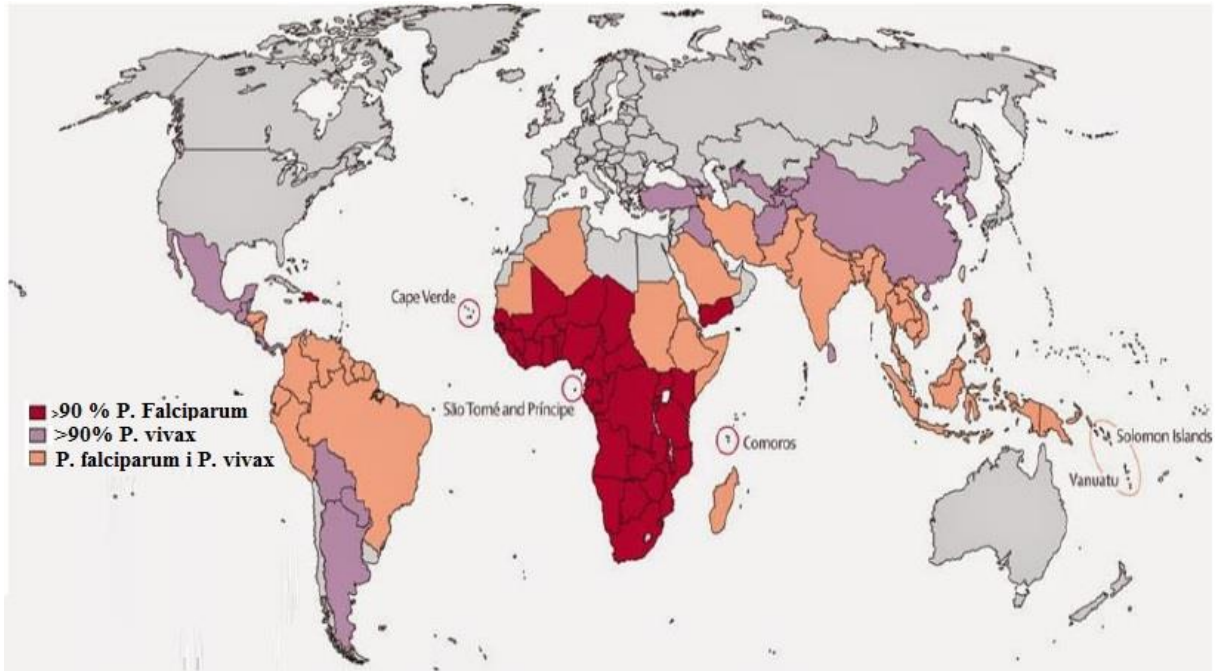 Cape Verde
São Tomé and Príncipe
Comoros
Solomon Islands
Vanuatu
>90 % P. Falciparum
>90% P. vivax
P. falciparum i P. vivax